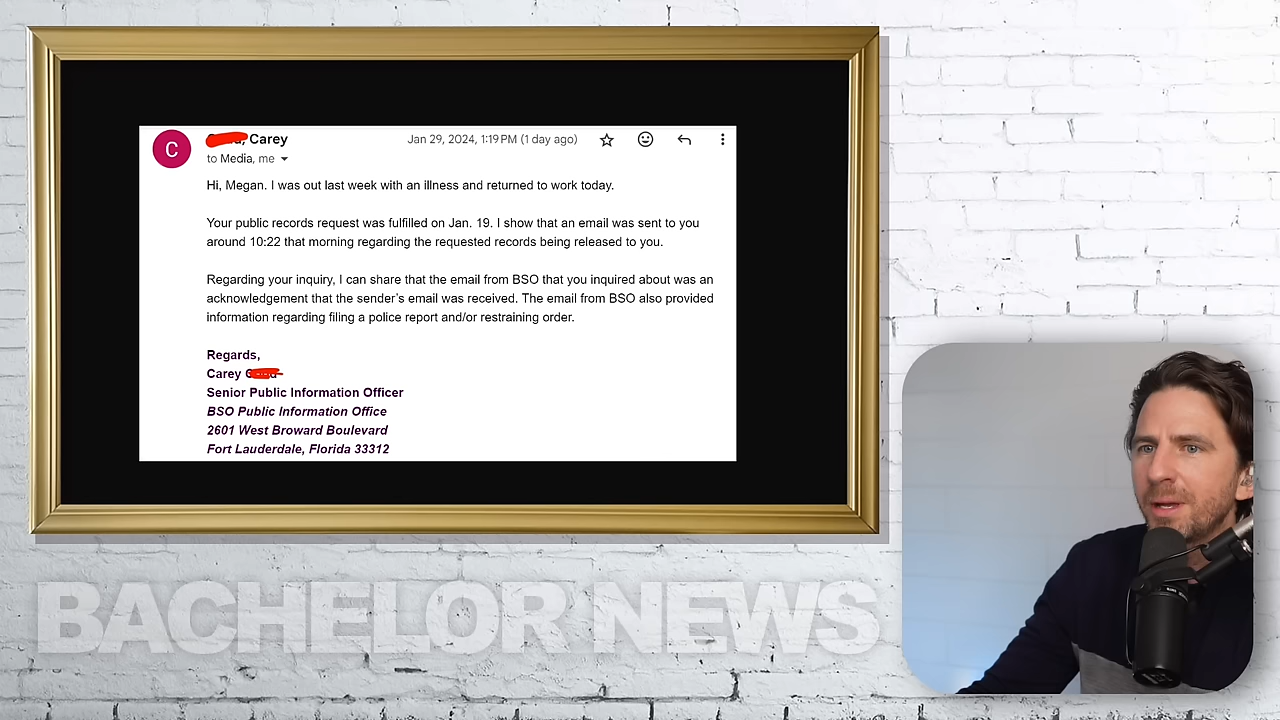 Carey
Jan 29, 2024, 1:19 PM (1 day ago)
to Media, me
C
Hi, Megan. I was out last week with an illness and returned to work today.
Your public records request was fulfilled on Jan. 19. I show that an email was sent to you
around 10:22 that morning regarding the requested records being released to you.
Regarding your inquiry, I can share that the email from BSO that you inquired about was an
acknowledgement that the sender's email was received. The email from BSO also provided
information regarding filing a police report and/or restraining order.
Regards,
Carey
Senior Public Information Officer
BSO Public Information Office
2601 West Broward Boulevard
Fort Lauderdale, Florida 33312
BACHELOR NEWS